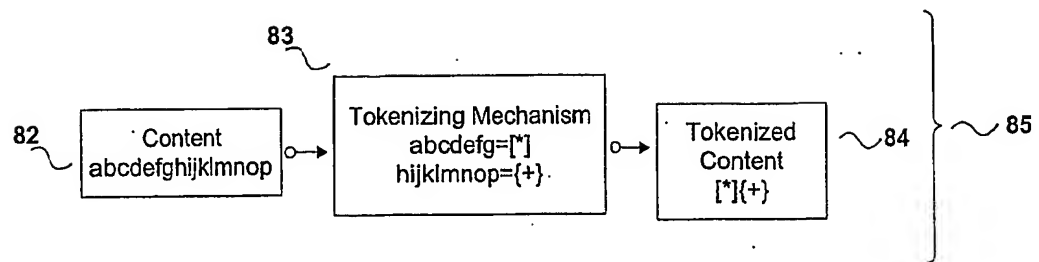 83
82
Content
abcdefghijklmnop
Tokenizing Mechanism
abcdefg=[*]
hijklmnop={+}
Tokenized
Content
[*]{+}
84
85